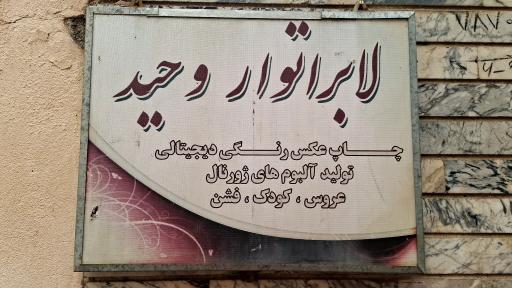 لابراتوار وحید
چاپ عکس رنگی دیجیتالی
تولید آلبوم های ژورنال
عروس ، کودک ، فشن